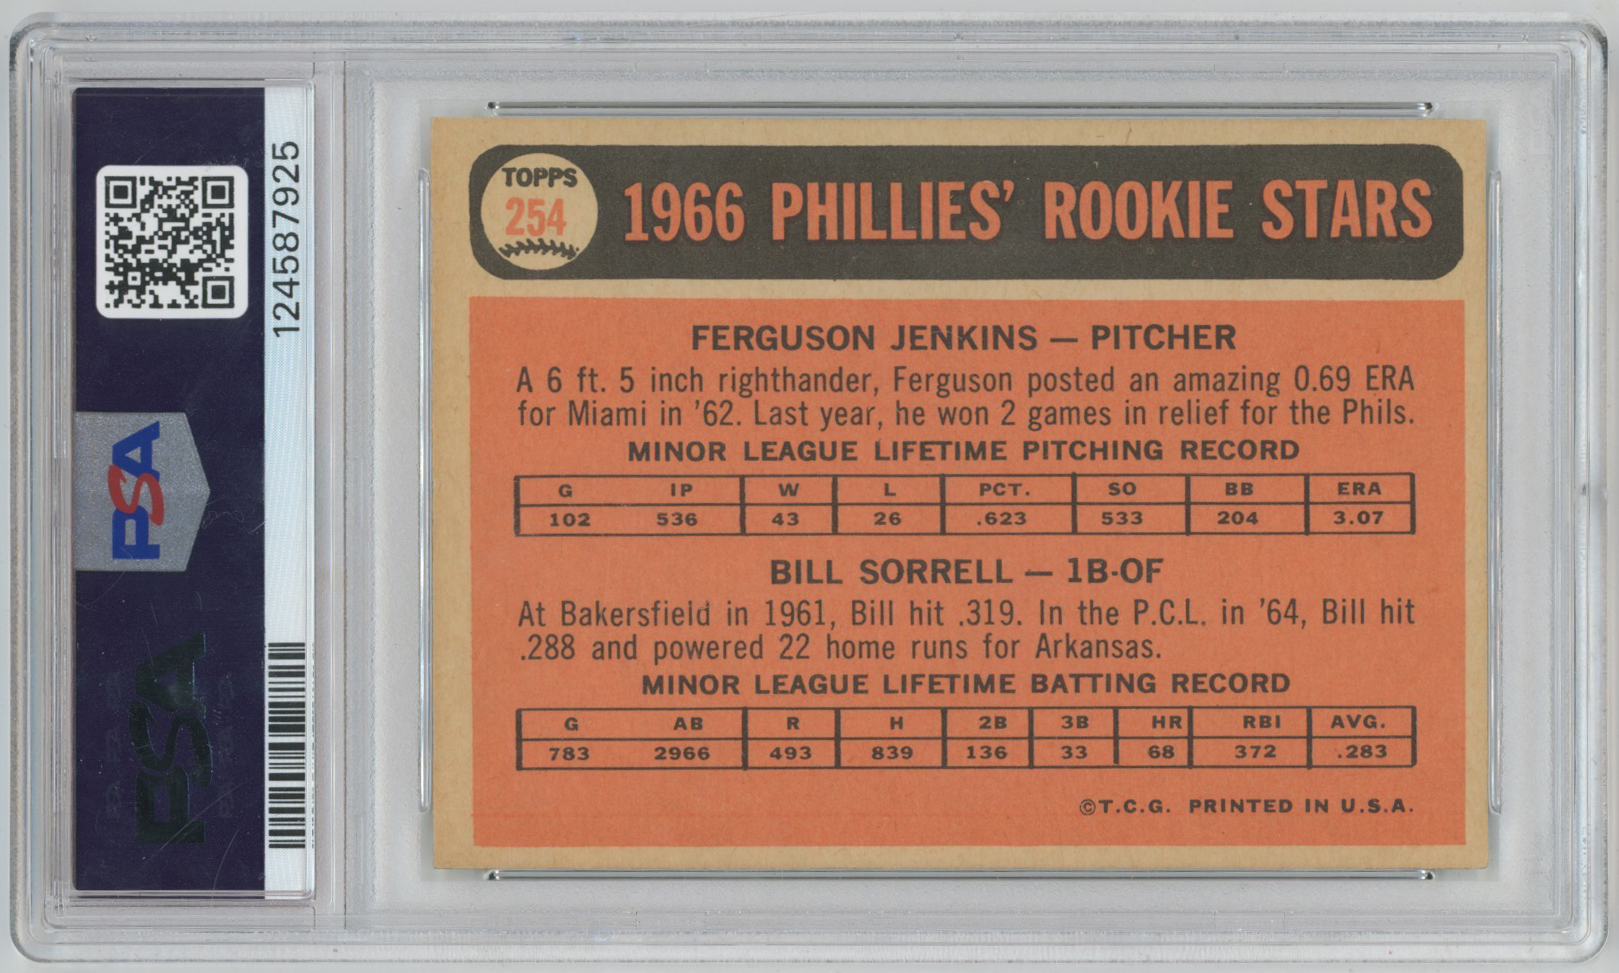 124587925
PSA
PSA
TOPPS
254
1966 PHILLIES' ROOKIE STARS
FERGUSON JENKINS — PITCHER
A 6 ft. 5 inch righthander, Ferguson posted an amazing 0.69 ERA
for Miami in '62. Last year, he won 2 games in relief for the Phils.
MINOR LEAGUE LIFETIME PITCHING RECORD
G IP W L PCT. SO BB ERA
102 536 43 26 .623 533 204 3.07
BILL SORRELL — 1B-OF
At Bakersfield in 1961, Bill hit .319. In the P.C.L. in '64, Bill hit
.288 and powered 22 home runs for Arkansas.
MINOR LEAGUE LIFETIME BATTING RECORD
G AB R H 2B 3B HR RBI AVG.
783 2966 493 839 136 33 68 372 .283
©T.C.G. PRINTED IN U.S.A.